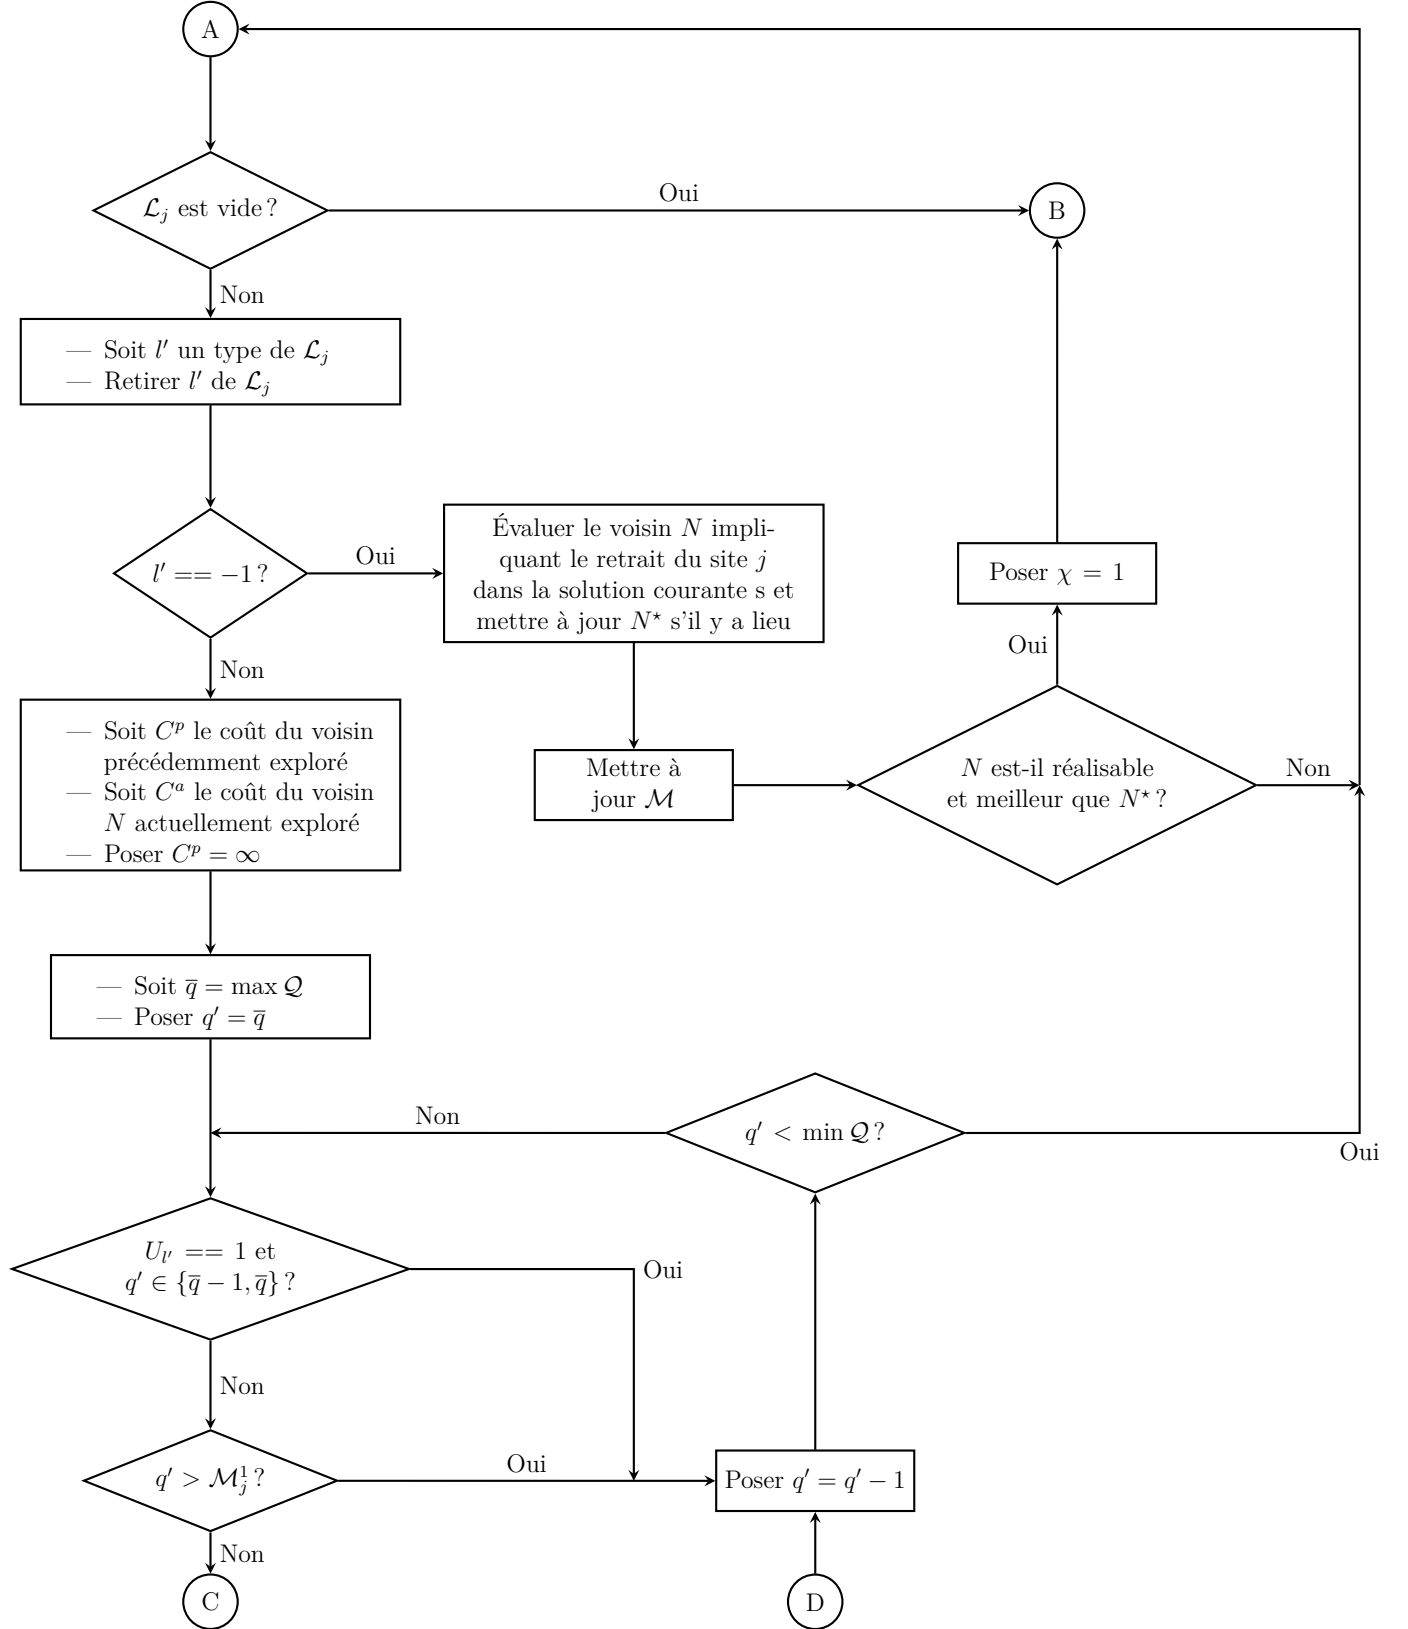 A
Oui
B
ℒ_j est vide ?
Non
— Soit l′ un type de ℒ_j
— Retirer l′ de ℒ_j
l′ == −1 ?
Oui
Évaluer le voisin N impli-
quant le retrait du site j
dans la solution courante s et
mettre à jour N⋆ s'il y a lieu
Poser χ = 1
Oui
Non
— Soit C^p le coût du voisin
précédemment exploré
— Soit C^a le coût du voisin
N actuellement exploré
— Poser C^p = ∞
Mettre à
jour ℳ
N est-il réalisable
et meilleur que N⋆ ?
Non
— Soit q̅ = max 𝒬
— Poser q′ = q̅
Non
q′ < min 𝒬 ?
Oui
U_{l′} == 1 et
q′ ∈ {q̅ − 1, q̅} ?
Oui
Non
q′ > ℳ_j^1 ?
Oui
Poser q′ = q′ − 1
Non
C
D